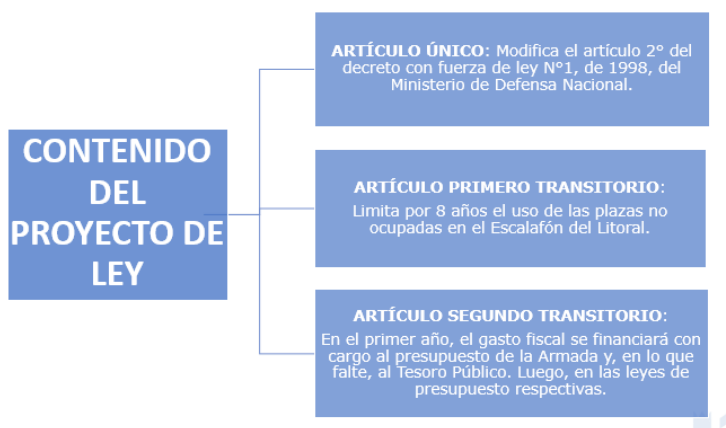 CONTENIDO
DEL
PROYECTO DE
LEY
ARTÍCULO ÚNICO: Modifica el artículo 2° del
decreto con fuerza de ley N°1, de 1998, del
Ministerio de Defensa Nacional.
ARTÍCULO PRIMERO TRANSITORIO:
Limita por 8 años el uso de las plazas no
ocupadas en el Escalafón del Litoral.
ARTÍCULO SEGUNDO TRANSITORIO:
En el primer año, el gasto fiscal se financiará con
cargo al presupuesto de la Armada y, en lo que
falte, al Tesoro Público. Luego, en las leyes de
presupuesto respectivas.